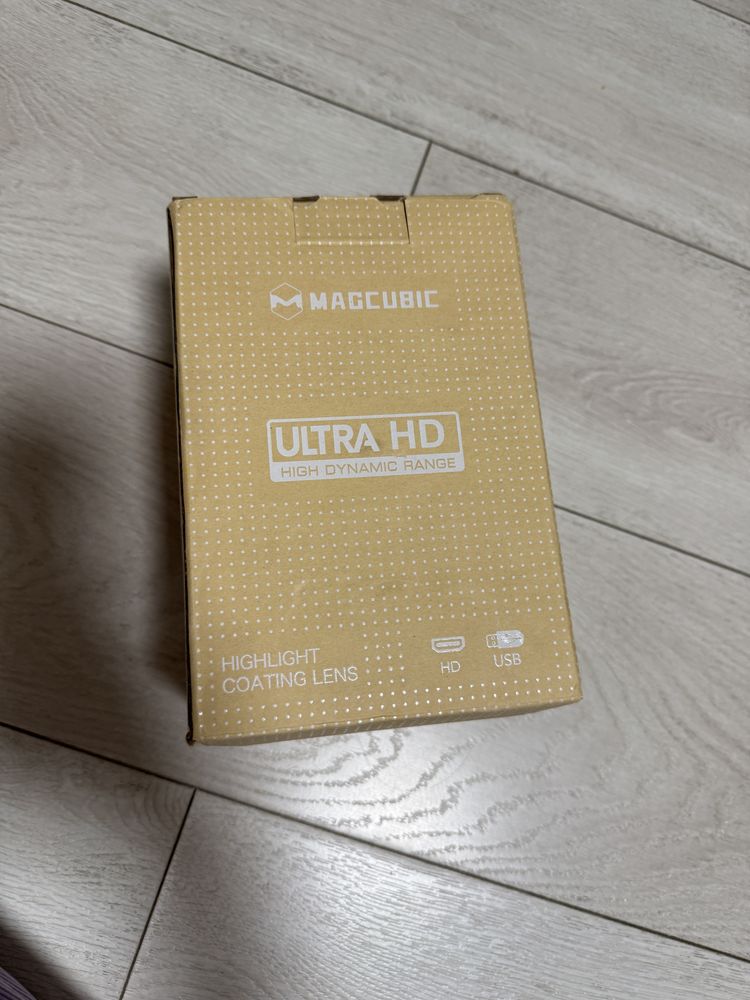 MAGCUBIC
ULTRA HD
HIGH DYNAMIC RANGE
HIGHLIGHT
COATING LENS
HD
USB